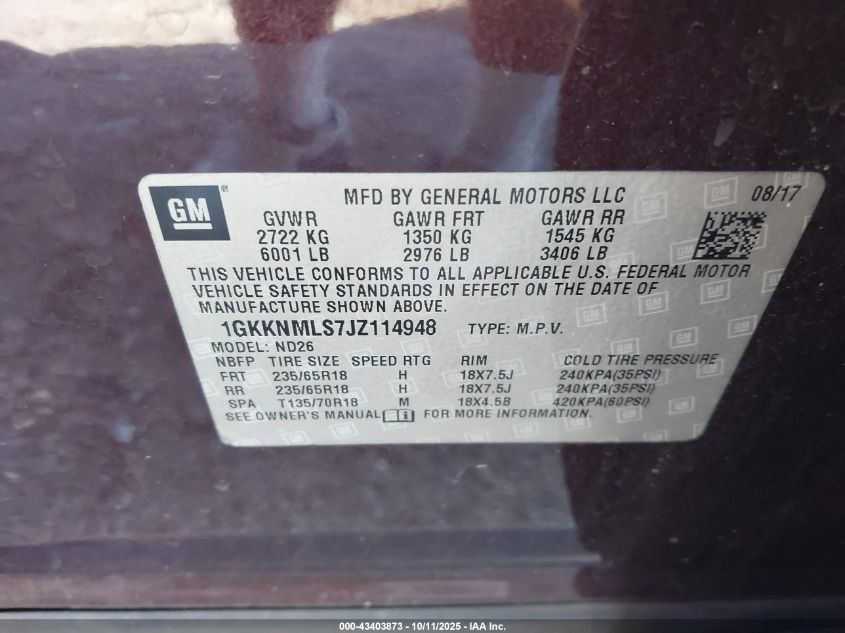 GM ® MFD BY GENERAL MOTORS LLC 08/17
GVWR GAWR FRT GAWR RR
2722 KG 1350 KG 1545 KG
6001 LB 2976 LB 3406 LB
THIS VEHICLE CONFORMS TO ALL APPLICABLE U.S. FEDERAL MOTOR
VEHICLE SAFETY STANDARDS IN EFFECT ON THE DATE OF
MANUFACTURE SHOWN ABOVE.
1GKKNMLS7JZ114948 TYPE: M.P.V.
MODEL: ND26
NBFP TIRE SIZE SPEED RTG RIM COLD TIRE PRESSURE
FRT 235/65R18 H 18X7.5J 240KPA(35PSI)
RR 235/65R18 H 18X7.5J 240KPA(35PSI)
SPA T135/70R18 M 18X4.5B 420KPA(60PSI)
SEE OWNER'S MANUAL FOR MORE INFORMATION.
000-43403873 - 10/11/2025 - IAA Inc.